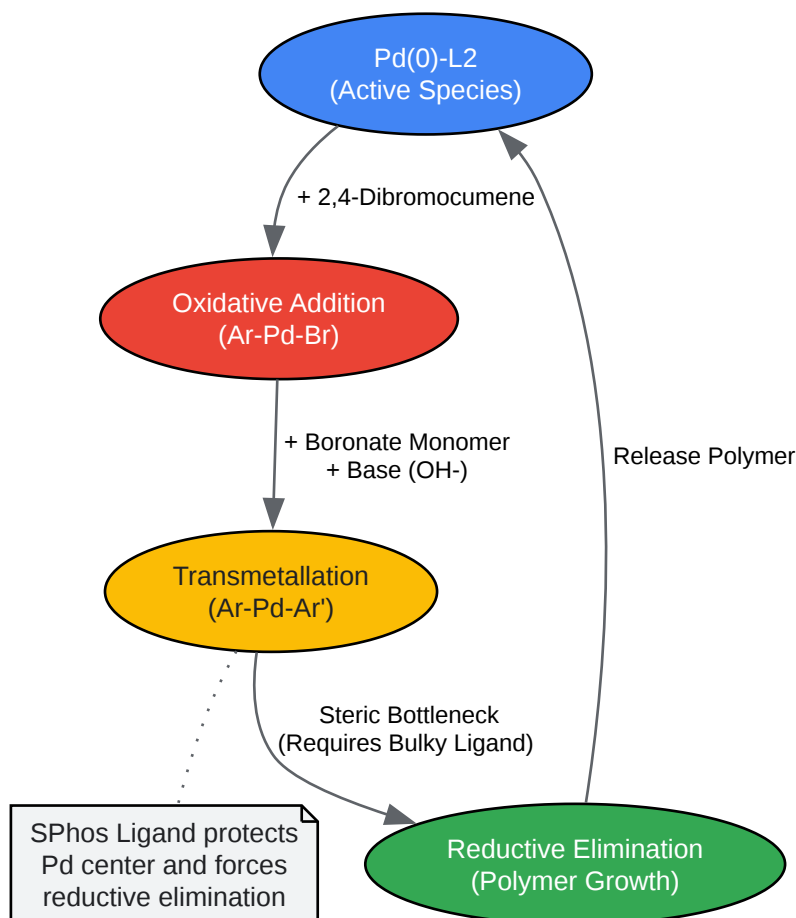 Pd(0)-L2
(Active Species)
+ 2,4-Dibromocumene
Oxidative Addition
(Ar-Pd-Br)
+ Boronate Monomer
+ Base (OH-)
Release Polymer
Transmetallation
(Ar-Pd-Ar')
Steric Bottleneck
(Requires Bulky Ligand)
SPhos Ligand protects
Pd center and forces
reductive elimination
Reductive Elimination
(Polymer Growth)